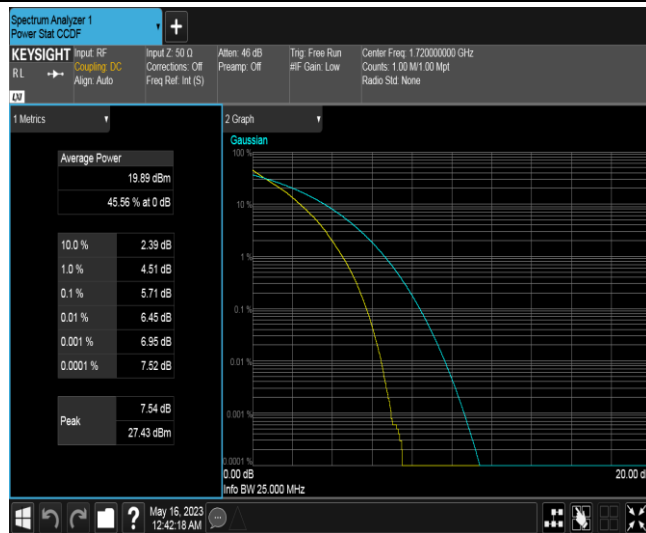 Spectrum Analyzer 1
Power Stat CCDF
+
KEYSIGHT
RL
Input: RF
Coupling: DC
Align: Auto
Input Z: 50 Ω
Corrections: Off
Freq Ref: Int (S)
Atten: 46 dB
Preamp: Off
Trig: Free Run
#IF Gain: Low
Center Freq: 1.720000000 GHz
Counts: 1.00 M/1.00 Mpt
Radio Std: None
1 Metrics
Average Power
19.89 dBm
45.56 % at 0 dB
10.0 % 2.39 dB
1.0 % 4.51 dB
0.1 % 5.71 dB
0.01 % 6.45 dB
0.001 % 6.95 dB
0.0001 % 7.52 dB
Peak
7.54 dB
27.43 dBm
2 Graph
Gaussian
100 %
10 %
1 %
0.1 %
0.01 %
0.001 %
0.0001 %
0.00 dB
20.00 d
Info BW 25.000 MHz
?
May 16, 2023
12:42:18 AM